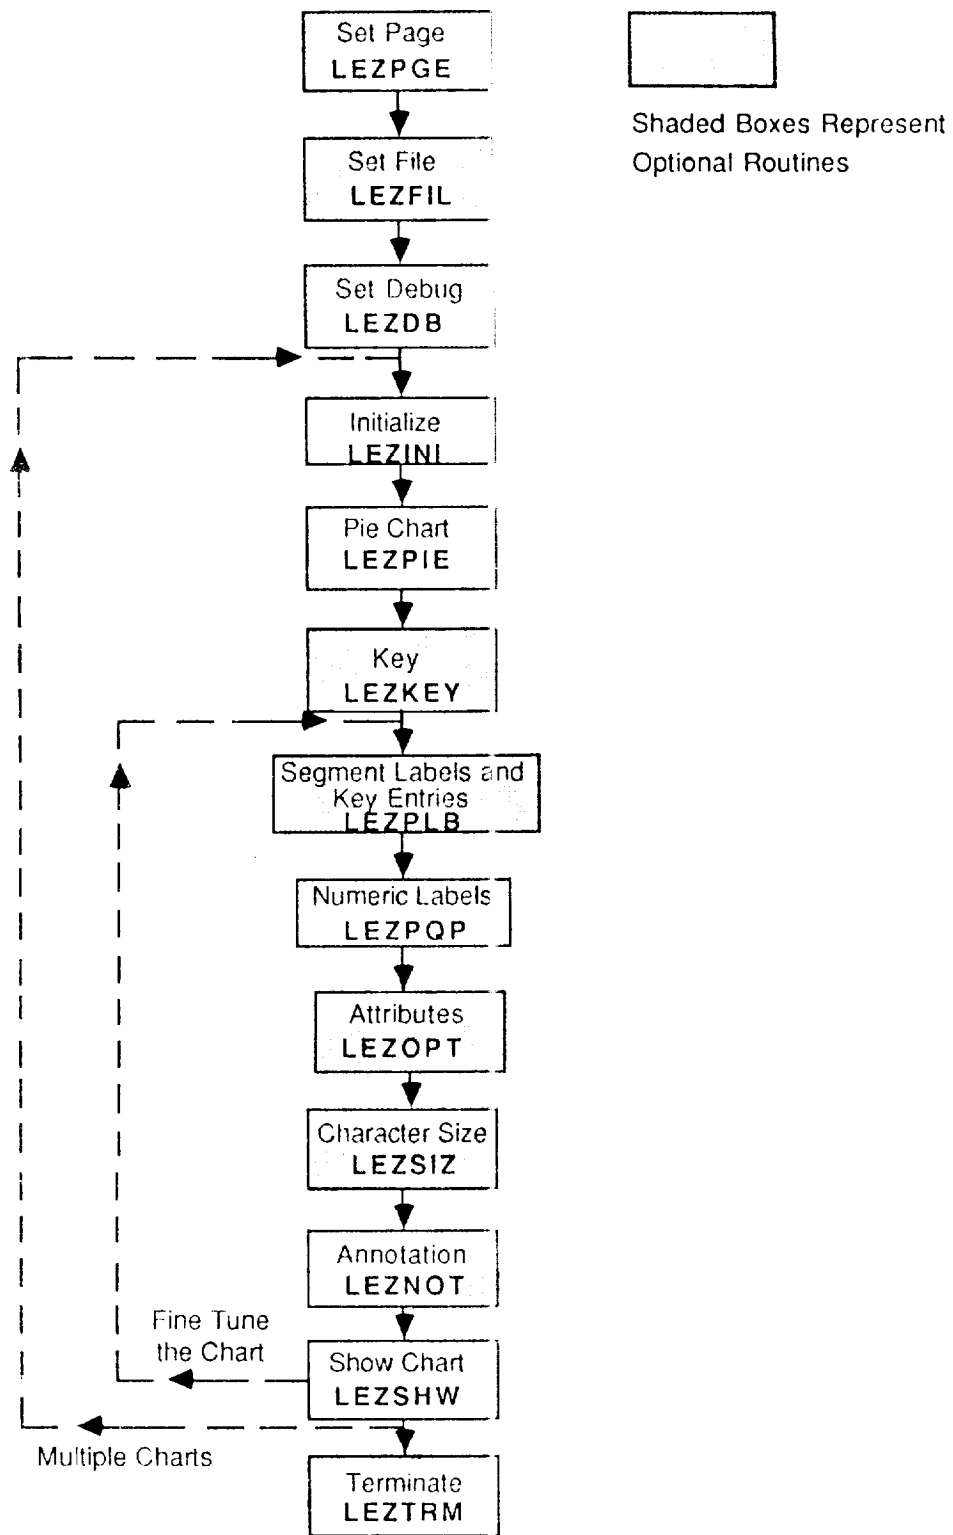 Set Page
LEZPGE
Shaded Boxes Represent
Optional Routines
Set File
LEZFIL
Set Debug
LEZDB
Initialize
LEZINI
Pie Chart
LEZPIE
Key
LEZKEY
Segment Labels and
Key Entries
LEZPLB
Numeric Labels
LEZPQP
Attributes
LEZOPT
Character Size
LEZSIZ
Annotation
LEZNOT
Fine Tune
the Chart
Show Chart
LEZSHW
Multiple Charts
Terminate
LEZTRM